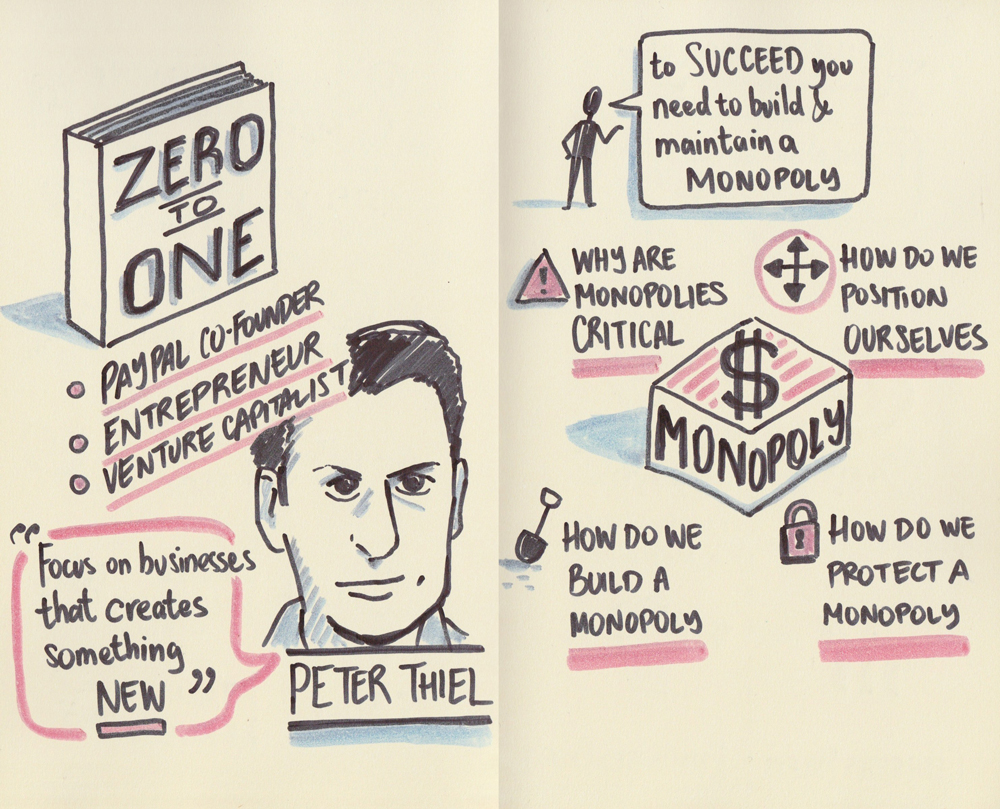 ZERO
TO
ONE
PAYPAL CO-FOUNDER
ENTREPRENEUR
VENTURE CAPITALIST
“Focus on businesses
that creates
something
NEW”
PETER THIEL
to SUCCEED you
need to build &
maintain a
MONOPOLY
WHY ARE
MONOPOLIES
CRITICAL
HOW DO WE
POSITION
OURSELVES
$
MONOPOLY
HOW DO WE
BUILD A
MONOPOLY
HOW DO WE
PROTECT A
MONOPOLY